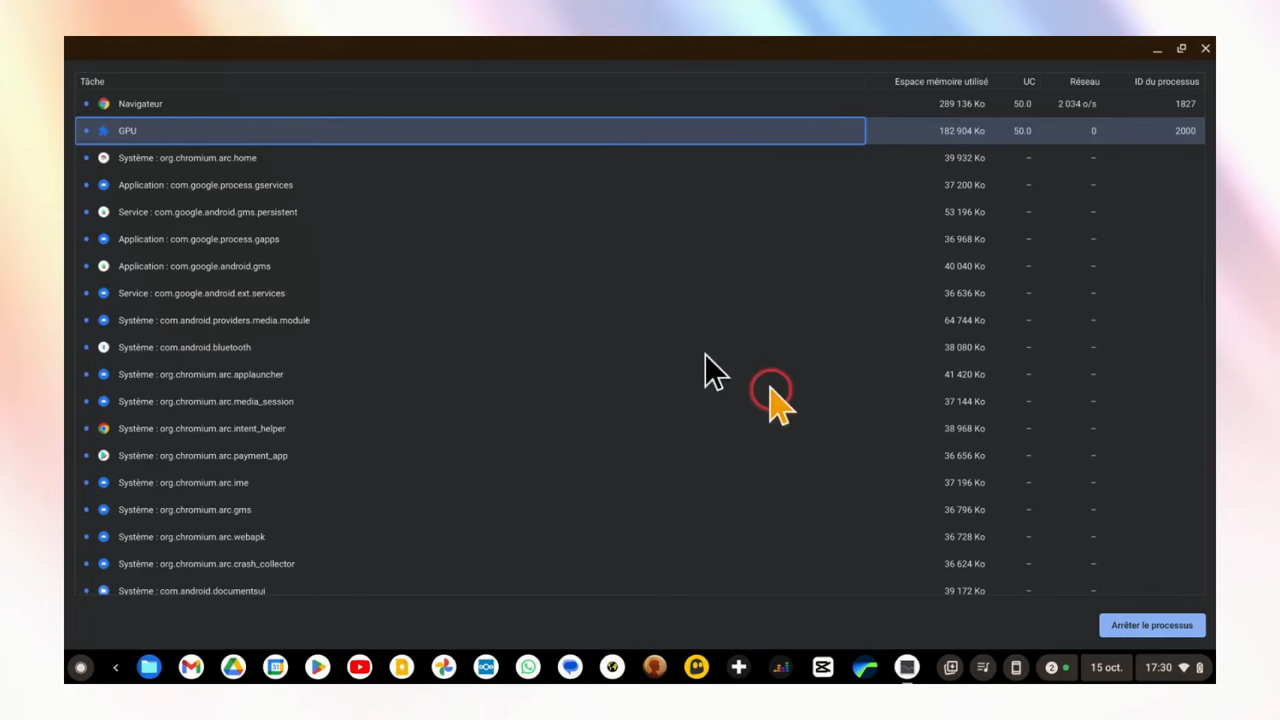 Tâche Espace mémoire utilisé UC Réseau ID du processus
Navigateur 289 136 Ko 50.0 2 034 o/s 1827
GPU 182 904 Ko 50.0 0 2000
Système : org.chromium.arc.home 39 932 Ko – –
Application : com.google.process.gservices 37 200 Ko – –
Service : com.google.android.gms.persistent 53 196 Ko – –
Application : com.google.process.gapps 36 968 Ko – –
Application : com.google.android.gms 40 040 Ko – –
Service : com.google.android.ext.services 36 636 Ko – –
Système : com.android.providers.media.module 64 744 Ko – –
Système : com.android.bluetooth 38 080 Ko – –
Système : org.chromium.arc.applauncher 41 420 Ko – –
Système : org.chromium.arc.media_session 37 144 Ko – –
Système : org.chromium.arc.intent_helper 38 968 Ko – –
Système : org.chromium.arc.payment_app 36 656 Ko – –
Système : org.chromium.arc.ime 37 196 Ko – –
Système : org.chromium.arc.gms 36 796 Ko – –
Système : org.chromium.arc.webapk 36 728 Ko – –
Système : org.chromium.arc.crash_collector 36 624 Ko – –
Système : com.android.documentsui 39 172 Ko – –
Arrêter le processus
2 15 oct. 17:30